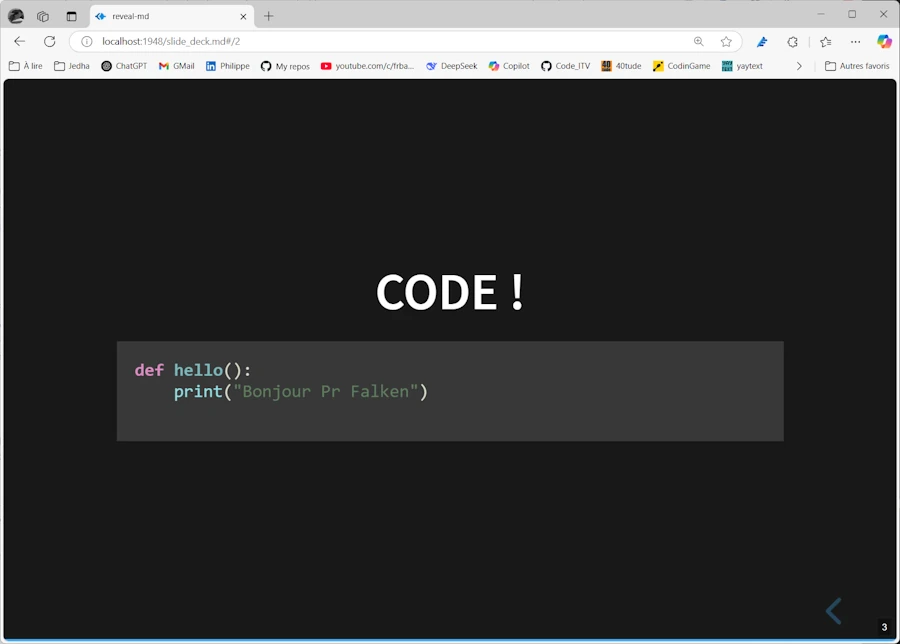 reveal-md
localhost:1948/slide_deck.md#/2
À lire Jedha ChatGPT GMail Philippe My repos youtube.com/c/frba... DeepSeek Copilot Code_ITV 40tude CodinGame yaytext Autres favoris
CODE !
def hello():
    print("Bonjour Pr Falken")
3